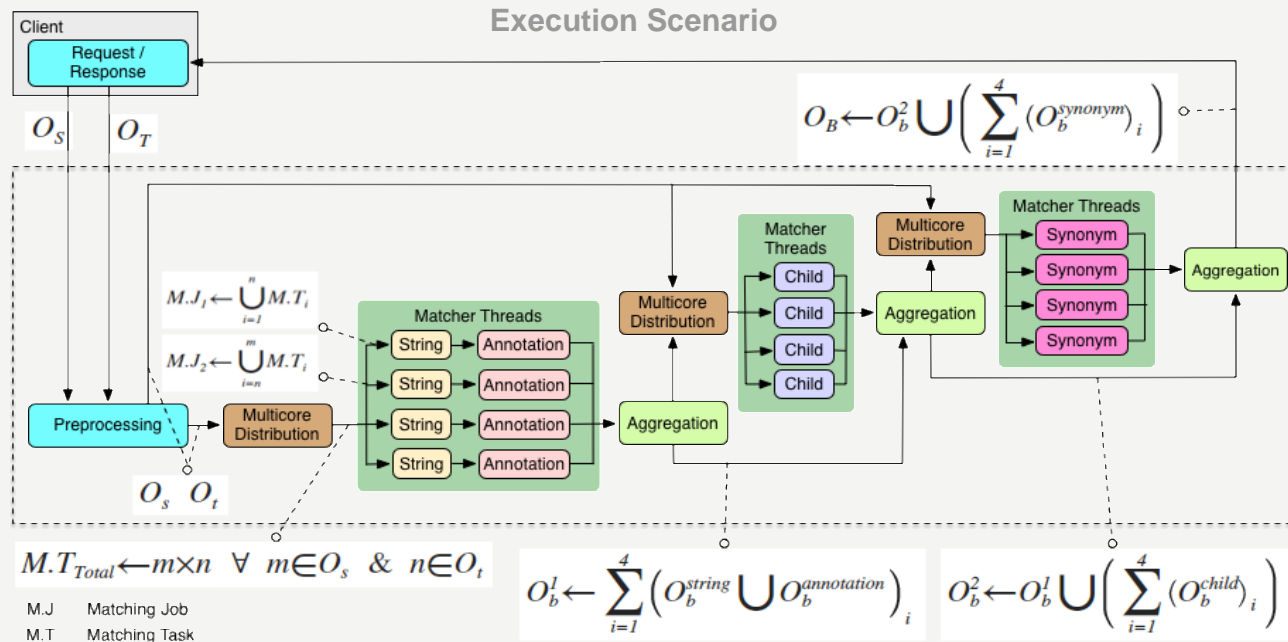 Execution Scenario
Client
Request /
Response
O_S
O_T
O_B ← O_b^2 ⋃ ( ∑_{i=1}^{4} ⟨O_b^{synonym}⟩_i )
Matcher Threads
Synonym
Synonym
Synonym
Synonym
Multicore
Distribution
Aggregation
Matcher
Threads
Child
Child
Child
Child
Multicore
Distribution
Aggregation
M.J_1 ← ⋃_{i=1}^{n} M.T_i
M.J_2 ← ⋃_{i=n}^{m} M.T_i
Matcher Threads
String
Annotation
String
Annotation
String
Annotation
String
Annotation
Preprocessing
Multicore
Distribution
Aggregation
O_s O_t
M.T_{Total} ← m×n ∀ m∈O_s & n∈O_t
O_b^1 ← ∑_{i=1}^{4} ( O_b^{string} ⋃ O_b^{annotation} )_i
O_b^2 ← O_b^1 ⋃ ( ∑_{i=1}^{4} ⟨O_b^{child}⟩_i )
M.J Matching Job
M.T Matching Task